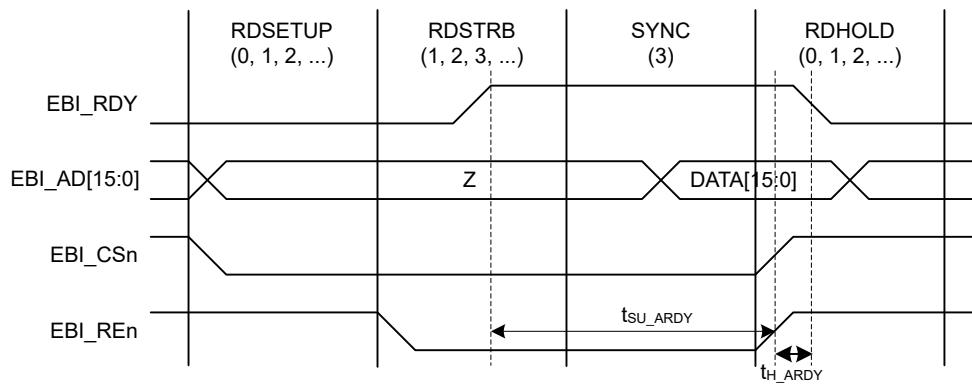 RDSETUP
(0, 1, 2, ...)
RDSTRB
(1, 2, 3, ...)
SYNC
(3)
RDHOLD
(0, 1, 2, ...)
EBI_RDY
EBI_AD[15:0]
Z
DATA[15:0]
EBI_CSn
EBI_REn
tSU_ARDY
tH_ARDY